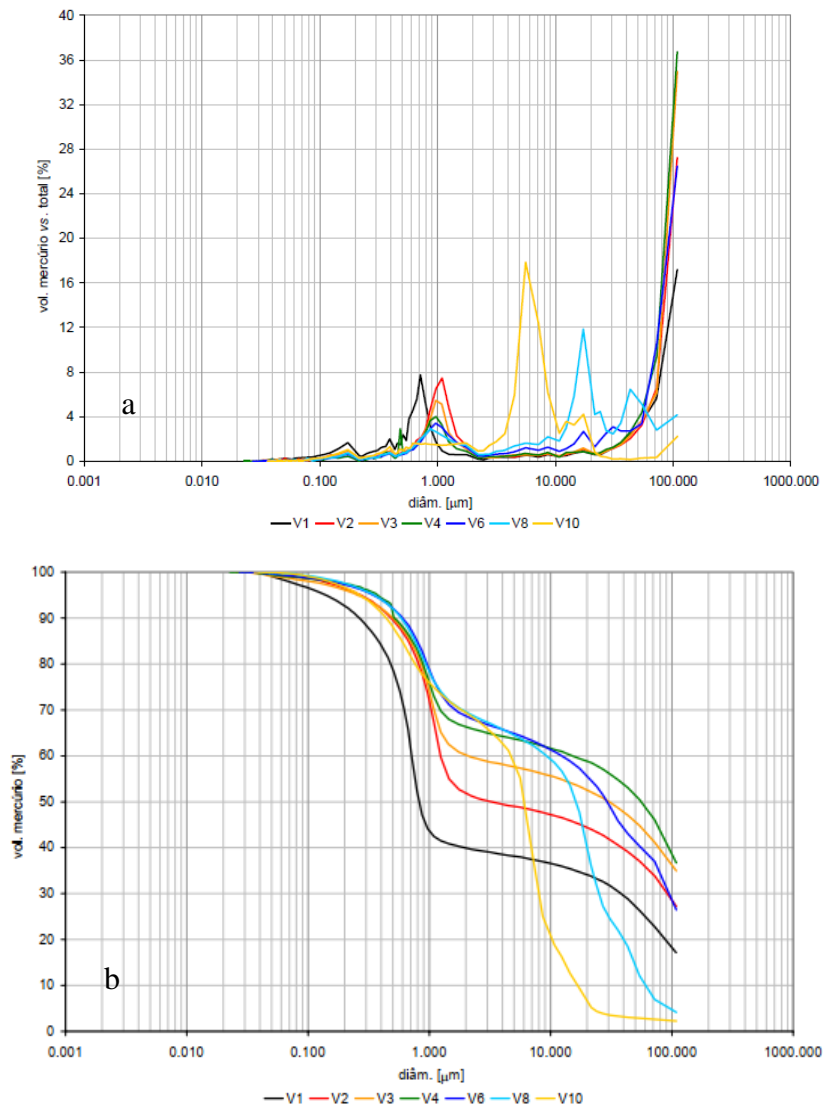 40
36
32
28
24
20
16
12
8
4
0
vol. mercúrio vs. total [%]
a
0.001 0.010 0.100 1.000 10.000 100.000 1000.000
diâm. [μm]
V1 V2 V3 V4 V6 V8 V10
100
90
80
70
60
50
40
30
20
10
0
vol. mercúrio [%]
b
0.001 0.010 0.100 1.000 10.000 100.000 1000.000
diâm. [μm]
V1 V2 V3 V4 V6 V8 V10